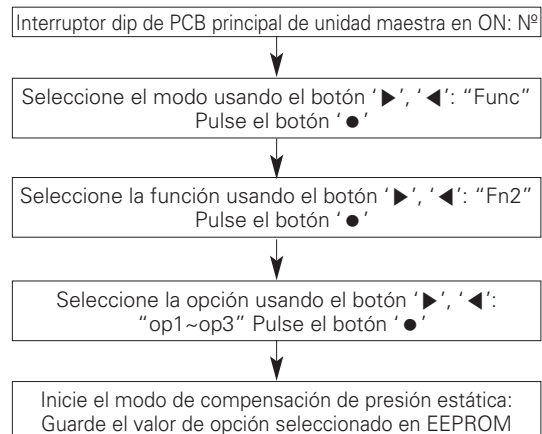 Interruptor dip de PCB principal de unidad maestra en ON: Nº
Seleccione el modo usando el botón ‘▶’, ‘◀’: “Func”
Pulse el botón ‘●’
Seleccione la función usando el botón ‘▶’, ‘◀’: “Fn2”
Pulse el botón ‘●’
Seleccione la opción usando el botón ‘▶’, ‘◀’:
“op1~op3” Pulse el botón ‘●’
Inicie el modo de compensación de presión estática:
Guarde el valor de opción seleccionado en EEPROM